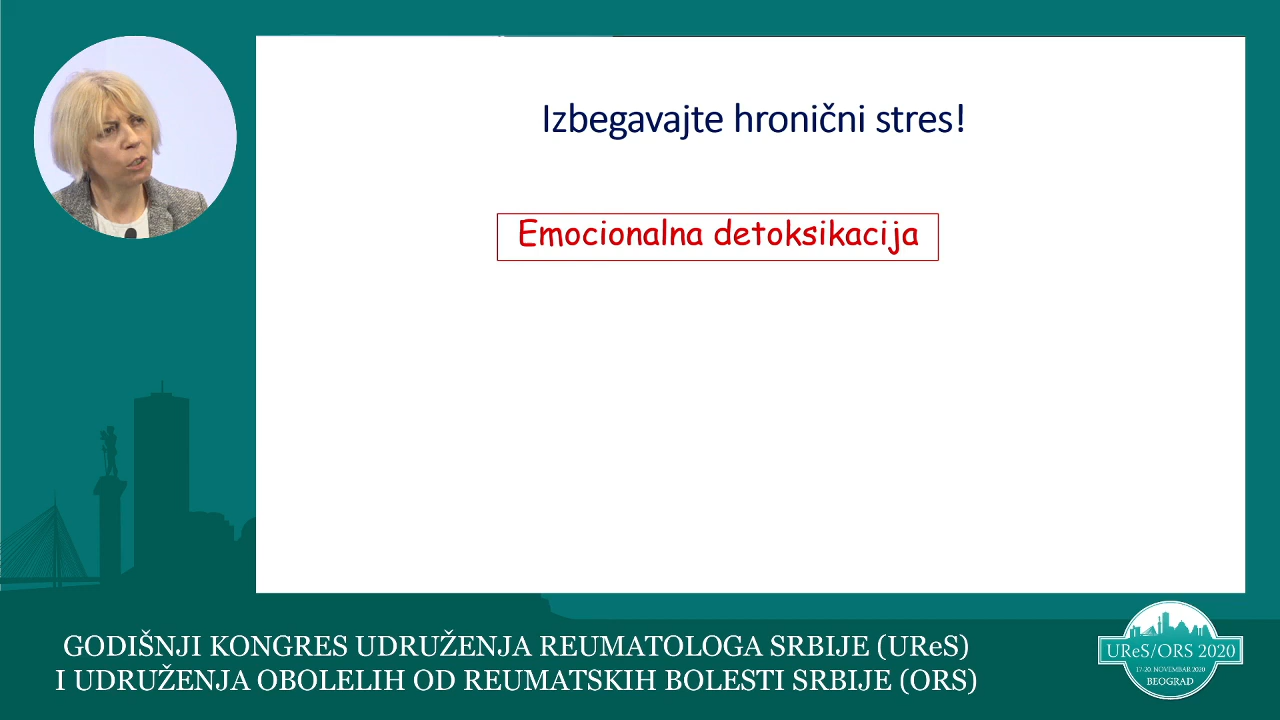 Izbegavajte hronični stres!
Emocionalna detoksikacija
GODIŠNJI KONGRES UDRUŽENJA REUMATOLOGA SRBIJE (UReS)
I UDRUŽENJA OBOLELIH OD REUMATSKIH BOLESTI SRBIJE (ORS)
UReS/ORS 2020
17-20. NOVEMBAR 2020
BEOGRAD